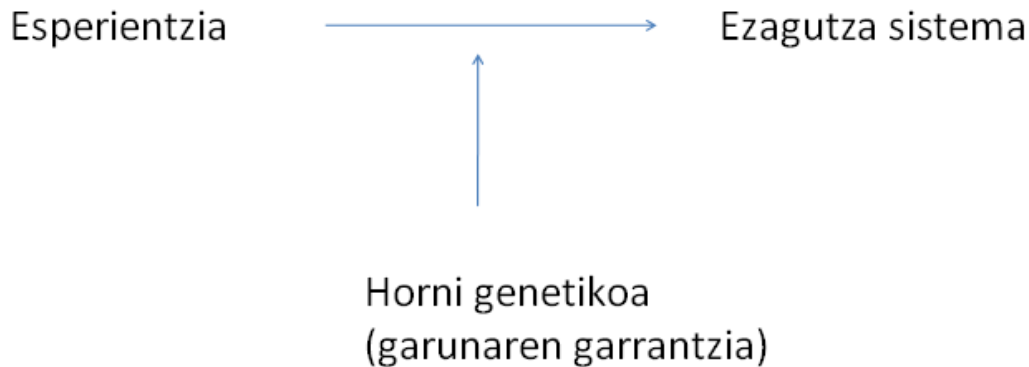 Esperientzia
Ezagutza sistema
Horni genetikoa
(garunaren garrantzia)